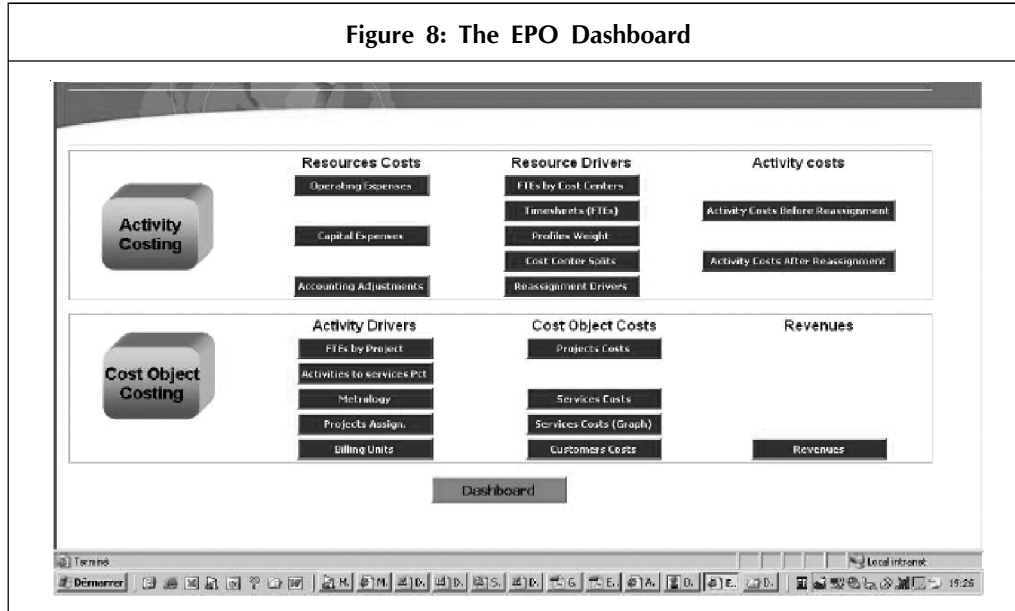 Figure 8: The EPO Dashboard
Resources Costs Resource Drivers Activity costs
Activity Costing
Operating Expenses
Capital Expenses
Accounting Adjustments
FTEs by Cost Centers
Timesheets (FTEs)
Profiles Weight
Cost Center Splits
Reassignment Drivers
Activity Costs Before Reassignment
Activity Costs After Reassignment
Activity Drivers Cost Object Costs Revenues
Cost Object Costing
FTEs by Project
Activities to services Pct
Metrology
Projects Assign.
Billing Units
Projects Costs
Services Costs
Services Costs (Graph)
Customers Costs
Revenues
Dashboard
Terminé Local intranet
Démarrer 19:26